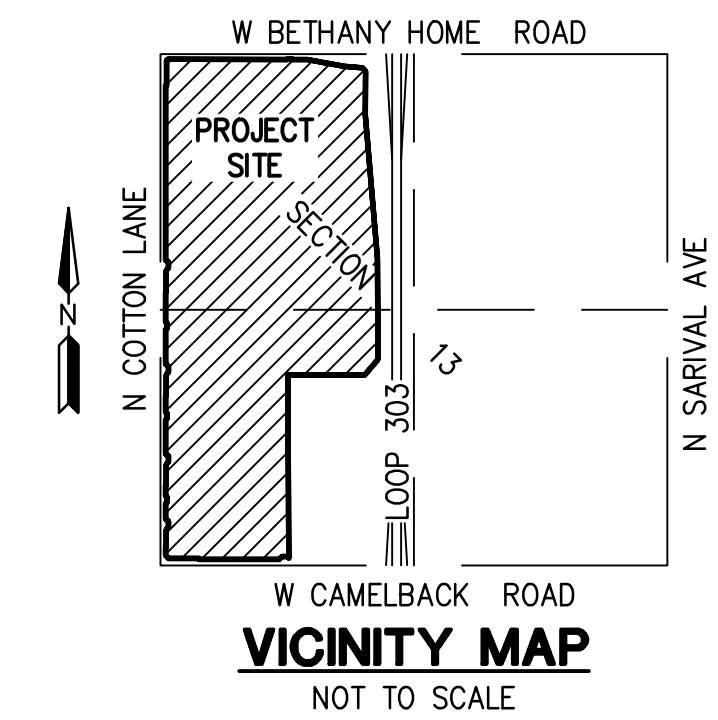 W BETHANY HOME ROAD
PROJECT
SITE
SECTION
13
N COTTON LANE
N
LOOP 303
N SARIVAL AVE
W CAMELBACK ROAD
VICINITY MAP
NOT TO SCALE